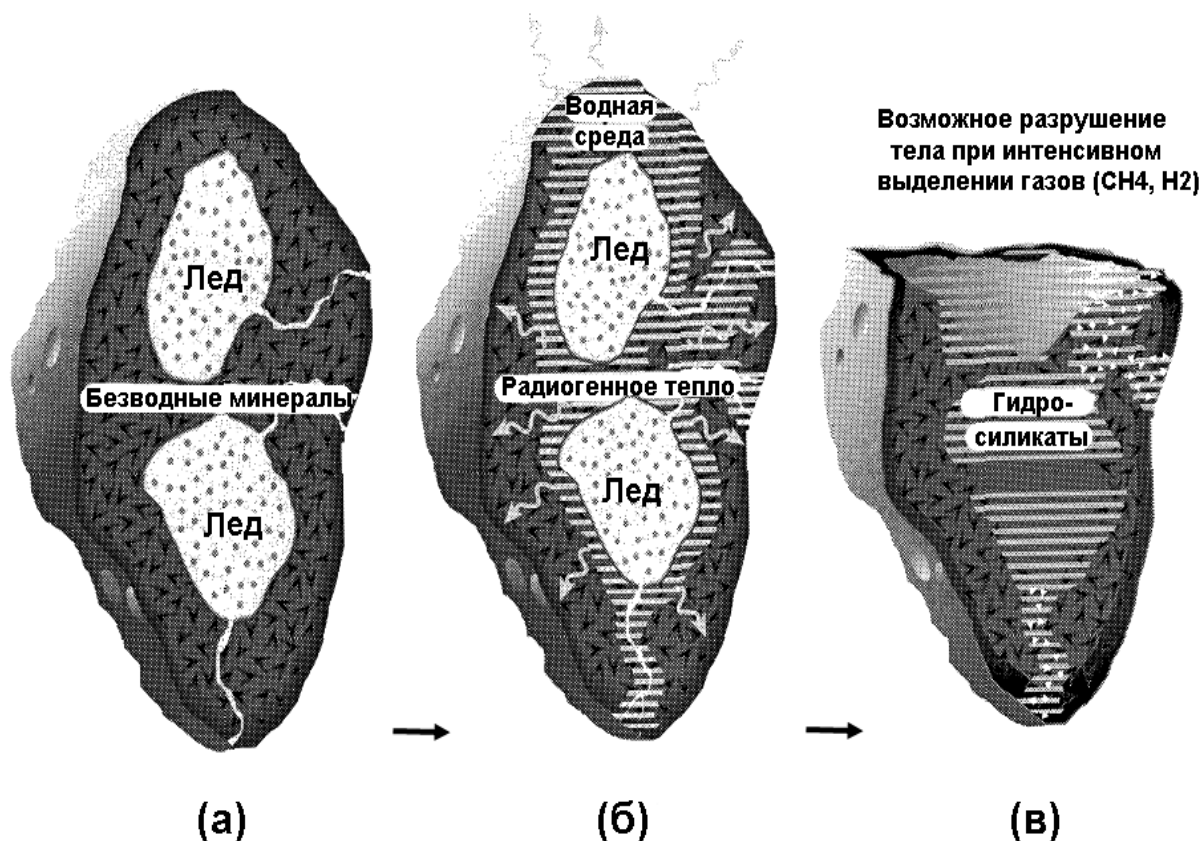 Лед
Безводные минералы
Лед
(а)
Водная
среда
Лед
Радиогенное тепло
Лед
(б)
Возможное разрушение
тела при интенсивном
выделении газов (CH4, H2)
Гидро-
силикаты
(в)